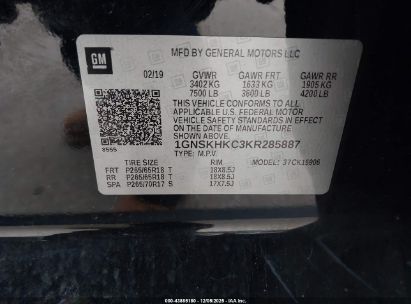 GM
MFD BY GENERAL MOTORS LLC
02/19 GVWR GAWR FRT GAWR RR
3402 KG 1633 KG 1905 KG
7500 LB 3600 LB 4200 LB
THIS VEHICLE CONFORMS TO ALL APPLICABLE U.S. FEDERAL MOTOR
VEHICLE SAFETY STANDARDS IN EFFECT ON THE DATE OF
MANUFACTURE SHOWN ABOVE.
1GNSKHKC3KR285887
TYPE: M.P.V. MODEL: 37CK15906
TIRE SIZE RIM
FRT P265/65R18 T 18X8.5J
RR P265/65R18 T 18X8.5J
SPA P265/70R17 S 17X7.5J